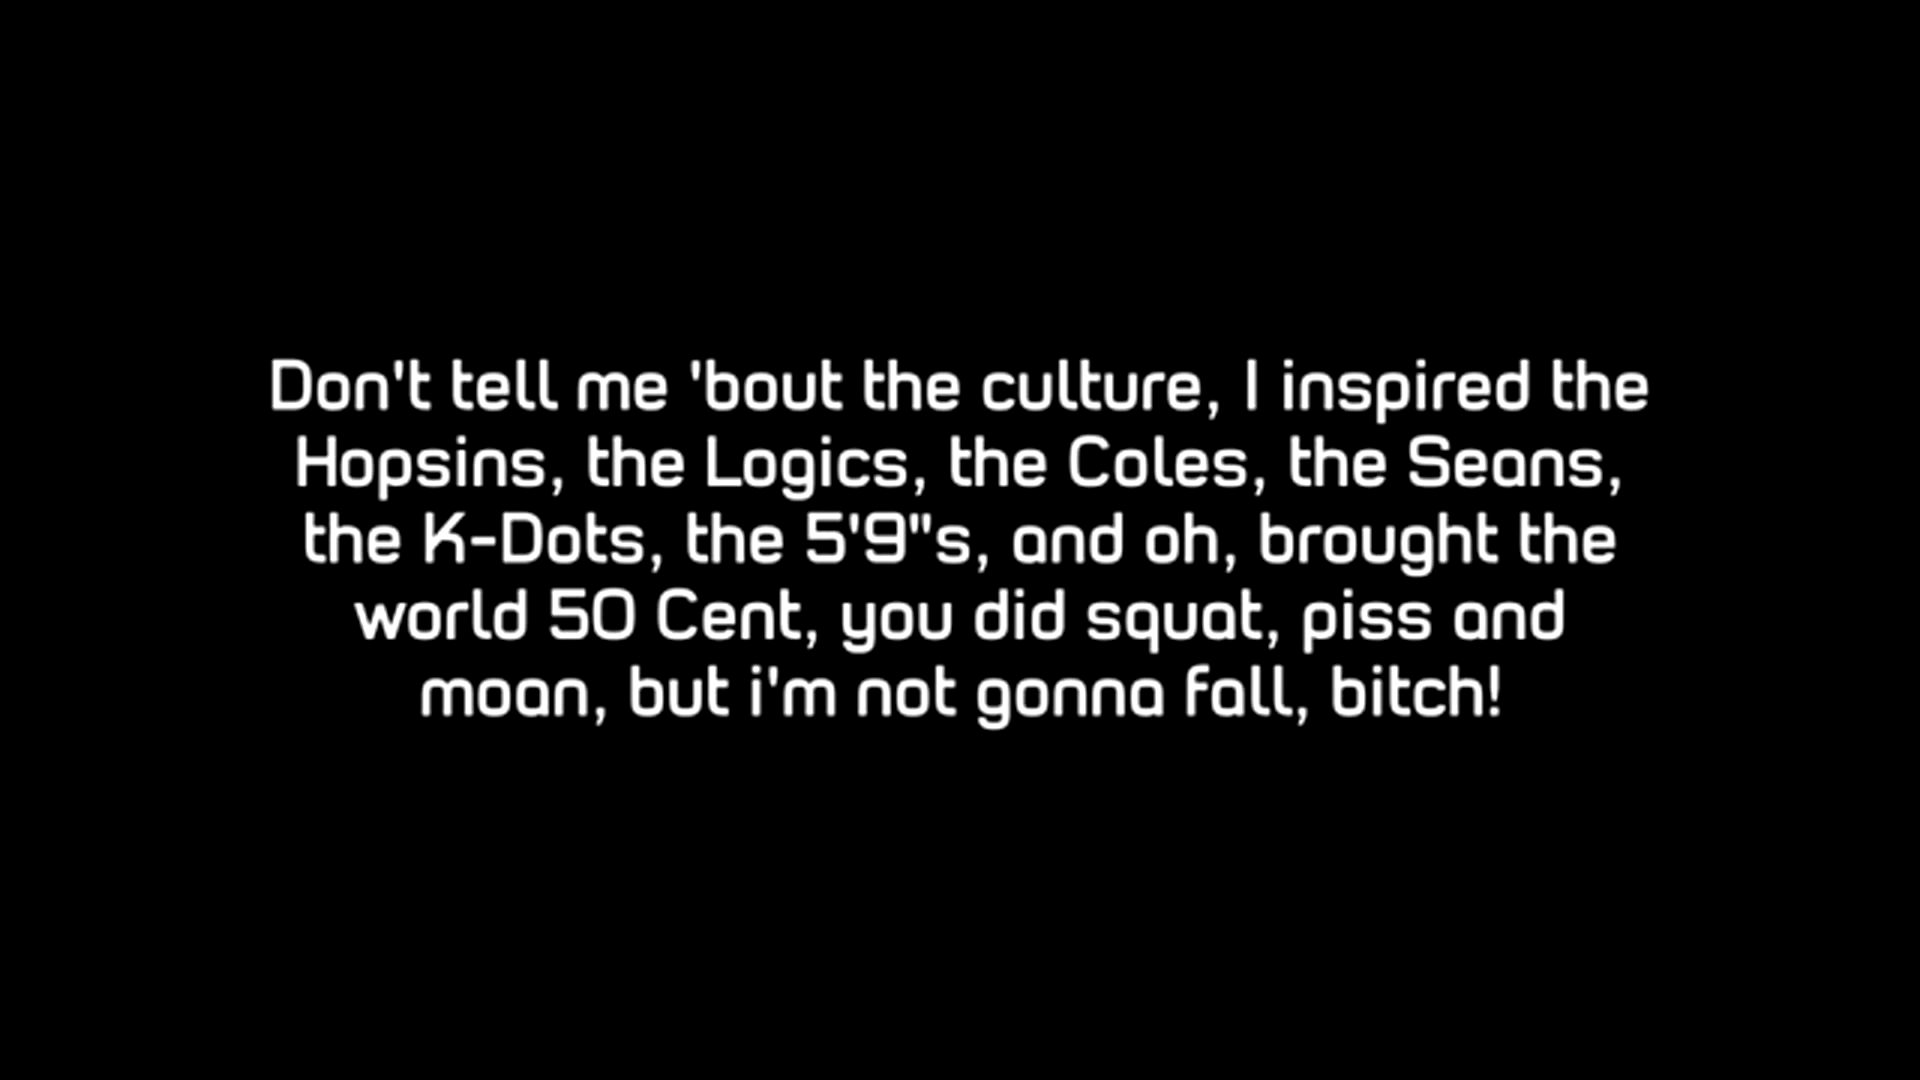 Don't tell me 'bout the culture, I inspired the
Hopsins, the Logics, the Coles, the Seans,
the K-Dots, the 5'9"s, and oh, brought the
world 50 Cent, you did squat, piss and
moan, but i'm not gonna fall, bitch!